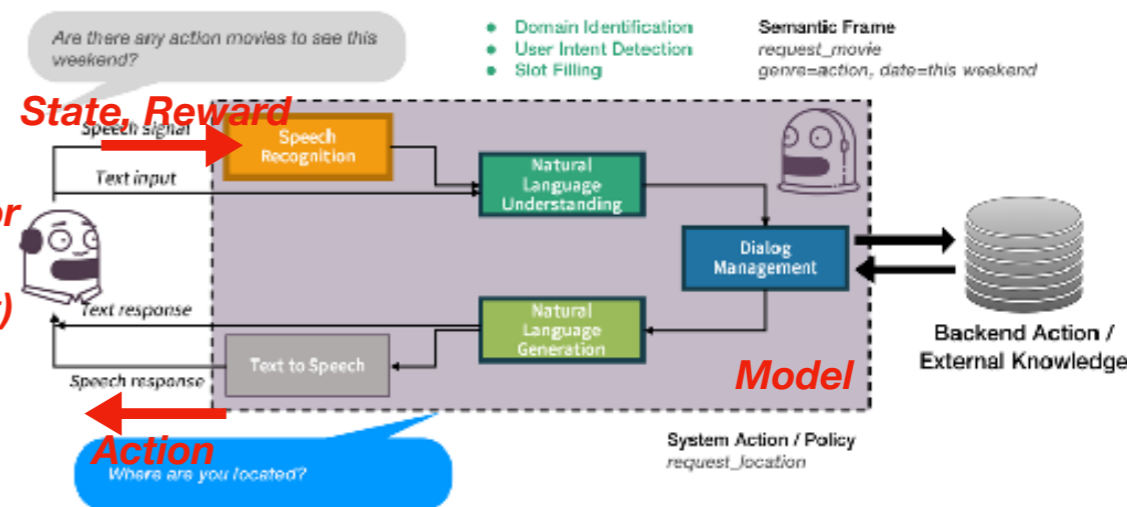 Are there any action movies to see this
weekend?
● Domain Identification
● User Intent Detection
● Slot Filling
Semantic Frame
request_movie
genre=action, date=this weekend
State, Reward
Speech signal
Speech
Recognition
Text input
Natural
Language
Understanding
or
Dialog
Management
)
Text response
Natural
Language
Generation
Backend Action /
External Knowledge
Text to Speech
Model
Speech response
Action
Where are you located?
System Action / Policy
request_location